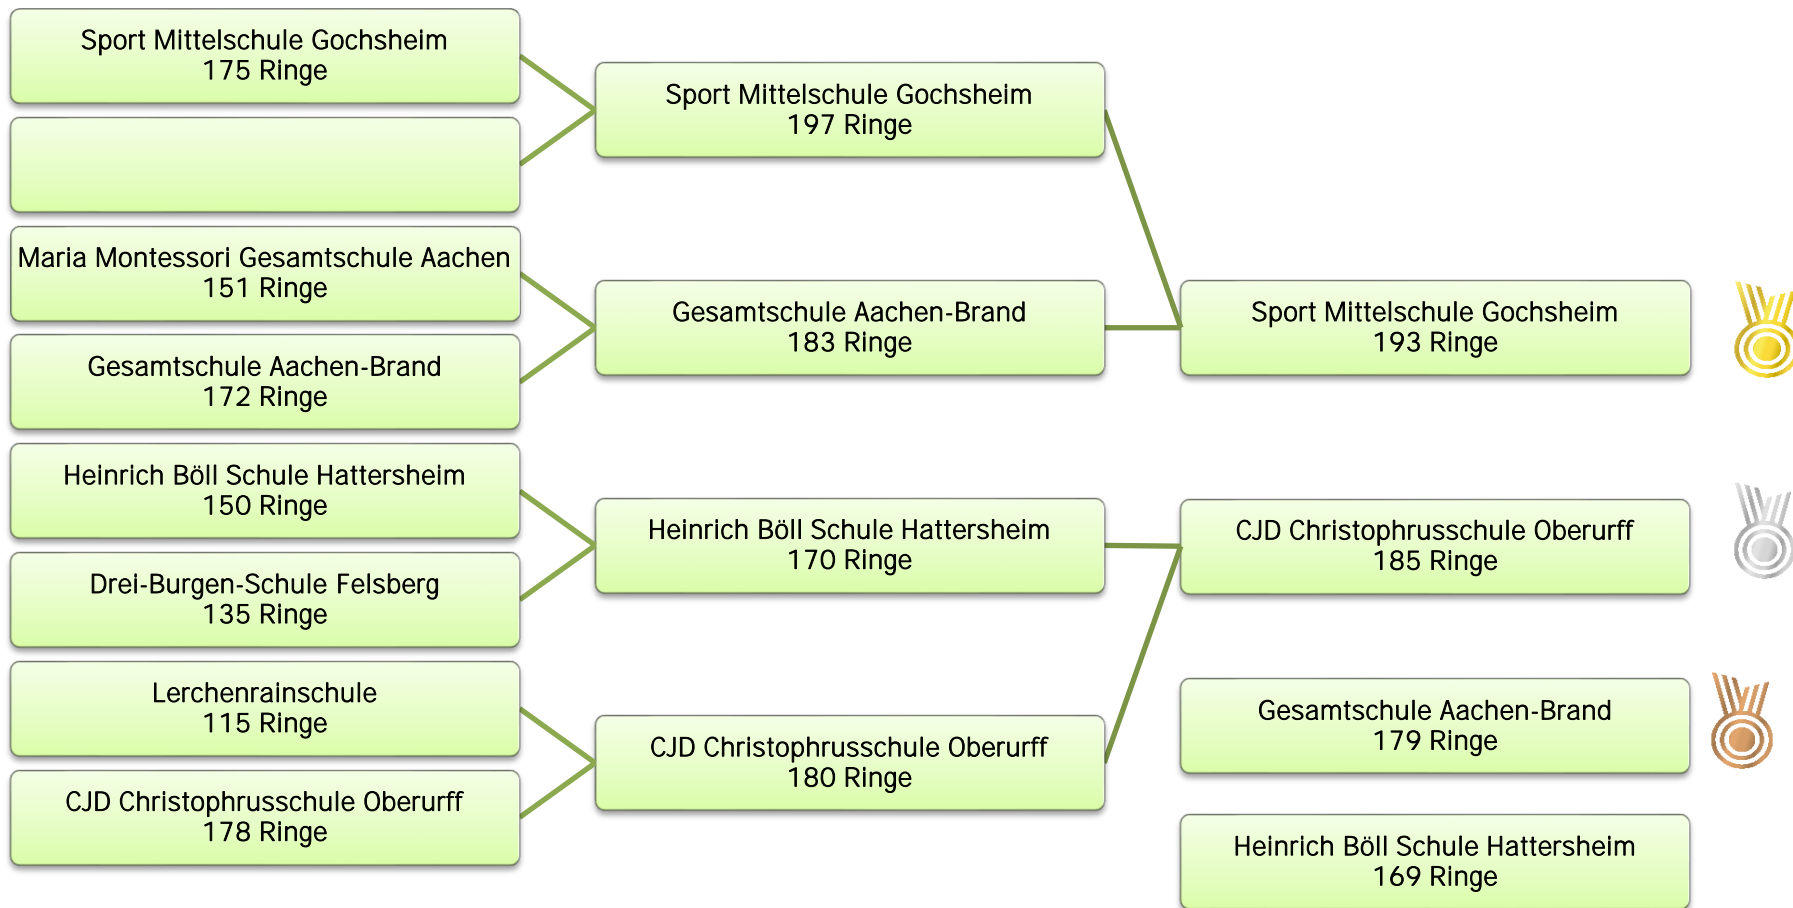 Sport Mittelschule Gochsheim
175 Ringe
Maria Montessori Gesamtschule Aachen
151 Ringe
Gesamtschule Aachen-Brand
172 Ringe
Heinrich Böll Schule Hattersheim
150 Ringe
Drei-Burgen-Schule Felsberg
135 Ringe
Lerchenrainschule
115 Ringe
CJD Christophrusschule Oberurff
178 Ringe
Sport Mittelschule Gochsheim
197 Ringe
Gesamtschule Aachen-Brand
183 Ringe
Heinrich Böll Schule Hattersheim
170 Ringe
CJD Christophrusschule Oberurff
180 Ringe
Sport Mittelschule Gochsheim
193 Ringe
CJD Christophrusschule Oberurff
185 Ringe
Gesamtschule Aachen-Brand
179 Ringe
Heinrich Böll Schule Hattersheim
169 Ringe